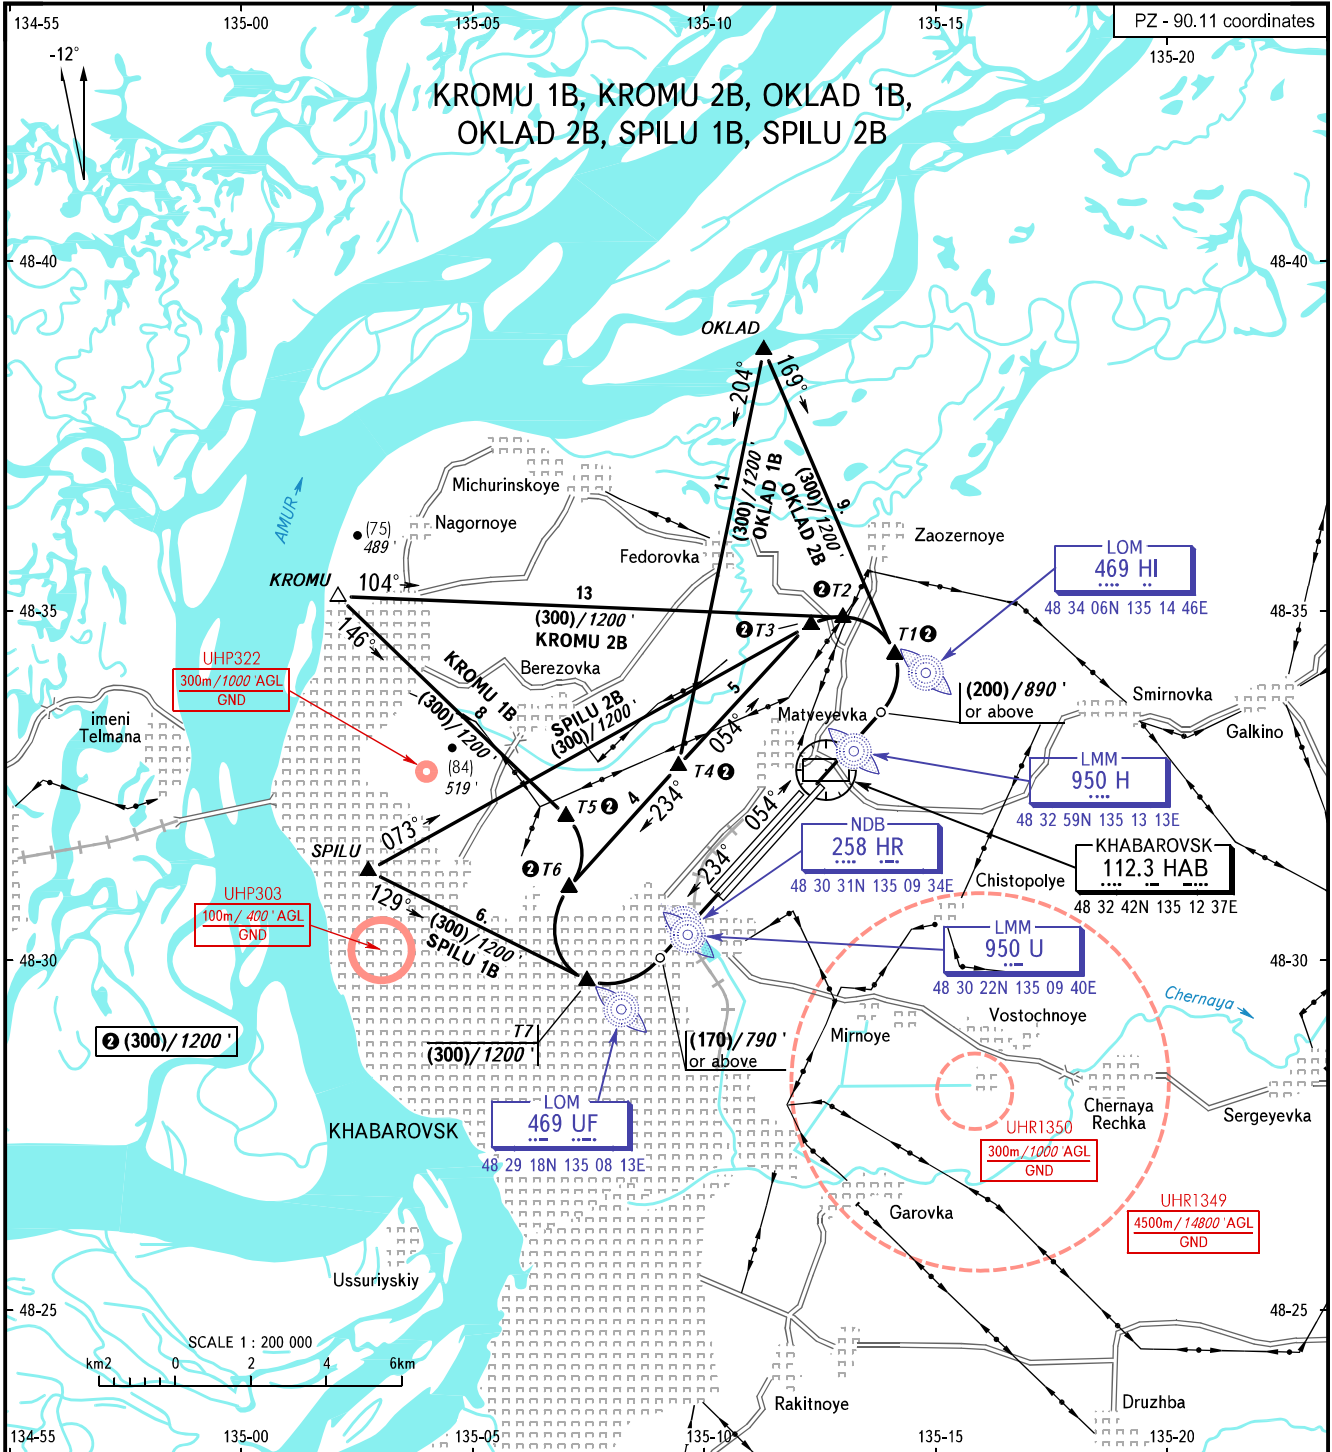 134-55
135-00
135-05
135-10
135-15
PZ - 90.11 coordinates
135-20
-12°
KROMU 1B, KROMU 2B, OKLAD 1B,
OKLAD 2B, SPILU 1B, SPILU 2B
48-40
48-40
OKLAD
204°
169°
11
(300)/1200 '
OKLAD 1B
9.
(300)/1200 '
OKLAD 2B
Michurinskoye
Nagornoye
AMUR
(75)
489 '
Fedorovka
Zaozernoye
LOM
469 HI
48 34 06N 135 14 46E
KROMU
104°
13
(300)/1200 '
KROMU 2B
❷T2
❷T3
T1❷
48-35
48-35
146°
KROMU 1B
8
(300)/1200 '
Berezovka
UHP322
300m/1000 'AGL
GND
SPILU 2B
(300)/1200 '
5
054°
Matveyevka
(200)/890 '
or above
Smirnovka
Galkino
imeni
Telmana
(84)
519 '
T4❷
4
234°
T5❷
054°
LMM
950 H
48 32 59N 135 13 13E
NDB
258 HR
48 30 31N 135 09 34E
KHABAROVSK
112.3 HAB
48 32 42N 135 12 37E
SPILU
073°
❷T6
234°
Chistopolye
UHP303
100m/ 400 'AGL
GND
129°
6.
(300)/1200 '
SPILU 1B
LMM
950 U
48 30 22N 135 09 40E
48-30
48-30
Chernaya
❷(300)/1200 '
T7
(300)/1200 '
(170)/790 '
or above
Mirnoye
Vostochnoye
LOM
469 UF
48 29 18N 135 08 13E
KHABAROVSK
Chernaya
Rechka
Sergeyevka
UHR1350
300m/1000 'AGL
GND
UHR1349
4500m/14800 'AGL
GND
Garovka
Ussuriyskiy
48-25
48-25
SCALE 1 : 200 000
km2 0 2 4 6km
Rakitnoye
Druzhba
134-55
135-00
135-05
135-10
135-15
135-20